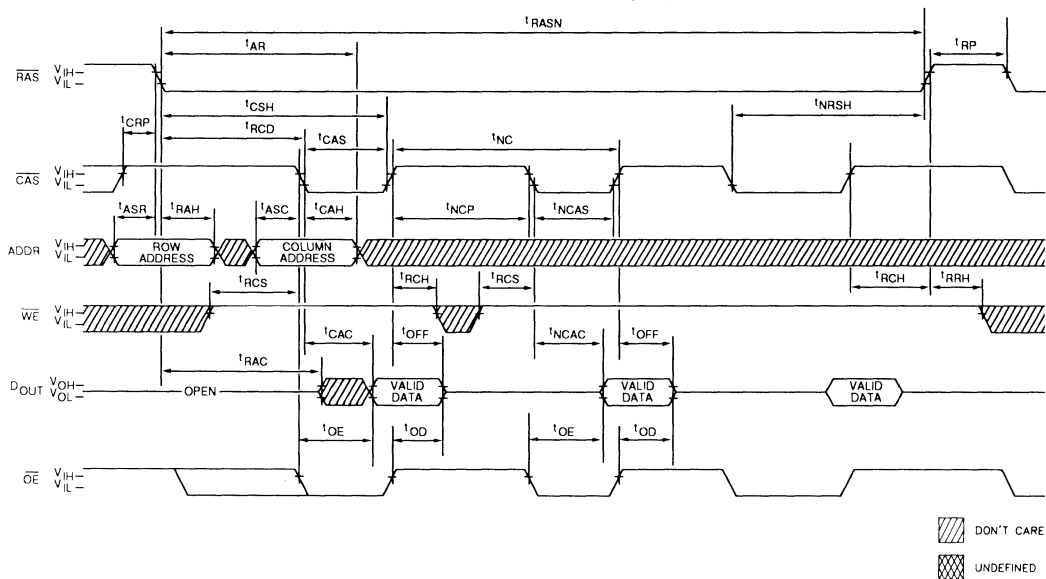 tRASN
tAR
tRP
RAS VIH–
VIL–
tCSH
tNRSH
tCRP
tRCD
tCAS
tNC
CAS VIH–
VIL–
tASR
tRAH
tASC
tCAH
tNCP
tNCAS
ADDR VIH–
VIL–
ROW ADDRESS
COLUMN ADDRESS
tRCS
tRCH
tRCS
tRCH
tRRH
WE VIH–
VIL–
tCAC
tOFF
tNCAC
tOFF
tRAC
DOUT VOH–
VOL–
OPEN
VALID DATA
VALID DATA
VALID DATA
tOE
tOD
tOE
tOD
OE VIH–
VIL–
DON'T CARE
UNDEFINED